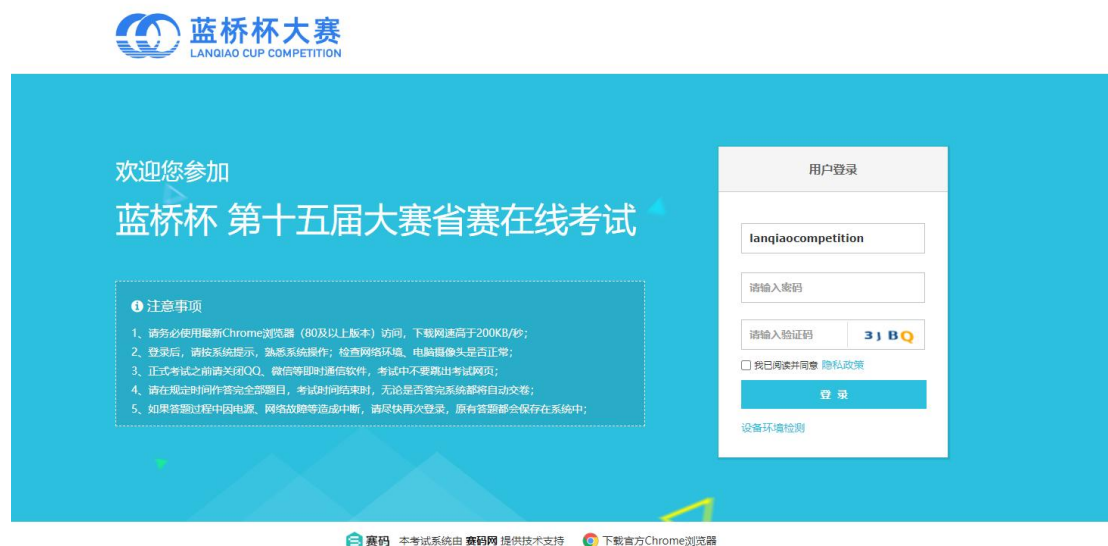 蓝桥杯大赛
LANQIAO CUP COMPETITION
欢迎您参加
蓝桥杯 第十五届大赛省赛在线考试
注意事项
1、请务必使用最新Chrome浏览器（80及以上版本）访问，下载网速高于200KB/秒；
2、登录后，请按系统提示，熟悉系统操作；检查网络环境、电脑摄像头是否正常；
3、正式考试之前请关闭QQ、微信等即时通信软件，考试中不要跳出考试网页；
4、请在规定时间作答完全部题目，考试时间结束时，无论是否答完系统都将自动交卷；
5、如果答题过程中因电源、网络故障等造成中断，请尽快再次登录，原有答题都会保存在系统中；
用户登录
lanqiaocompetition
请输入密码
请输入验证码 3jBQ
我已阅读并同意 隐私政策
登 录
设备环境检测
赛码 本考试系统由 赛码网 提供技术支持 下载官方Chrome浏览器